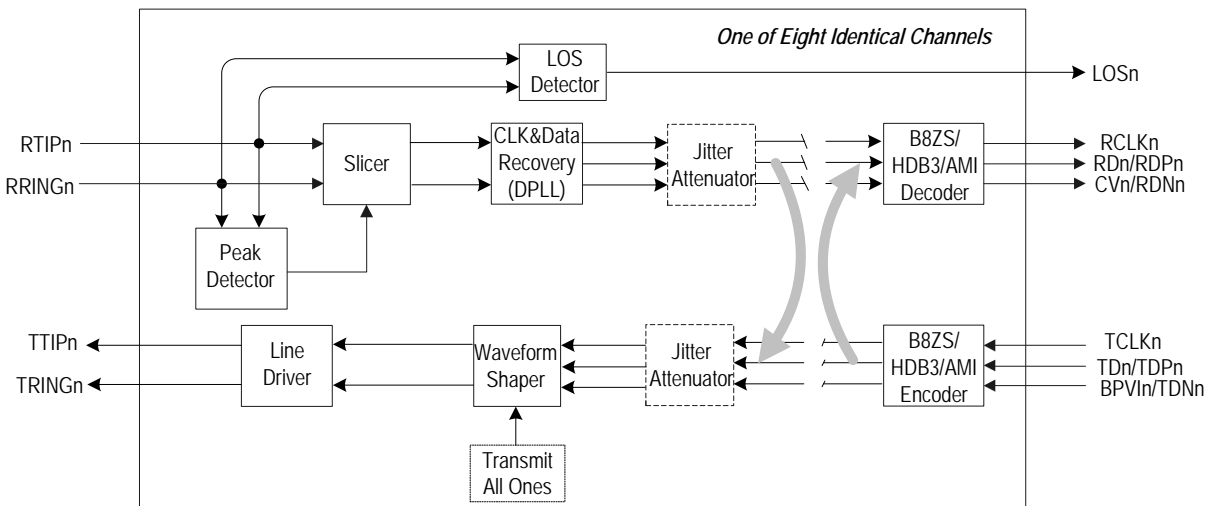 One of Eight Identical Channels
LOS
Detector
LOSn
RTIPn
RRINGn
Slicer
CLK&Data
Recovery
(DPLL)
Jitter
Attenuator
B8ZS/
HDB3/AMI
Decoder
RCLKn
RDn/RDPn
CVn/RDNn
Peak
Detector
TTIPn
TRINGn
Line
Driver
Waveform
Shaper
Jitter
Attenuator
B8ZS/
HDB3/AMI
Encoder
TCLKn
TDn/TDPn
BPVIn/TDNn
Transmit
All Ones